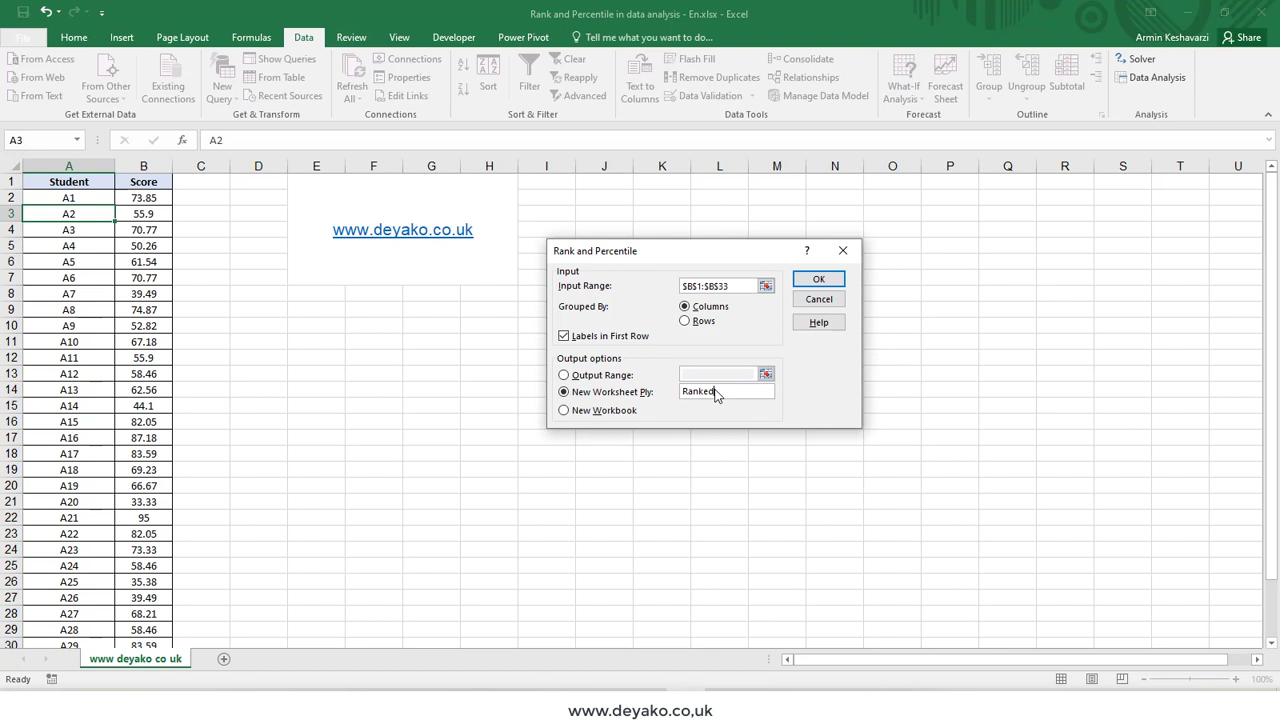 Rank and Percentile in data analysis - En.xlsx - Excel
File Home Insert Page Layout Formulas Data Review View Developer Power Pivot Tell me what you want to do... Armin Keshavarzi Share
From Access
From Web
From Text
From Other Sources
Existing Connections
Get External Data
New Query
Show Queries
From Table
Recent Sources
Get & Transform
Refresh All
Connections
Properties
Edit Links
Connections
Sort
Filter
Clear
Reapply
Advanced
Sort & Filter
Text to Columns
Flash Fill
Remove Duplicates
Data Validation
Consolidate
Relationships
Manage Data Model
Data Tools
What-If Analysis
Forecast Sheet
Forecast
Group
Ungroup
Subtotal
Outline
Solver
Data Analysis
Analysis
A3 fx A2
A B C D E F G H I J K L M N O P Q R S T U
1 Student Score
2 A1 73.85
3 A2 55.9
4 A3 70.77
5 A4 50.26
6 A5 61.54
7 A6 70.77
8 A7 39.49
9 A8 74.87
10 A9 52.82
11 A10 67.18
12 A11 55.9
13 A12 58.46
14 A13 62.56
15 A14 44.1
16 A15 82.05
17 A16 87.18
18 A17 83.59
19 A18 69.23
20 A19 66.67
21 A20 33.33
22 A21 95
23 A22 82.05
24 A23 73.33
25 A24 58.46
26 A25 35.38
27 A26 39.49
28 A27 68.21
29 A28 58.46
30 A29 83.59
www.deyako.co.uk
Rank and Percentile ?
Input
Input Range: $B$1:$B$33
Grouped By: Columns
Rows
Labels in First Row
OK
Cancel
Help
Output options
Output Range:
New Worksheet Ply: Ranked
New Workbook
www deyako co uk
Ready 100%
www.deyako.co,uk